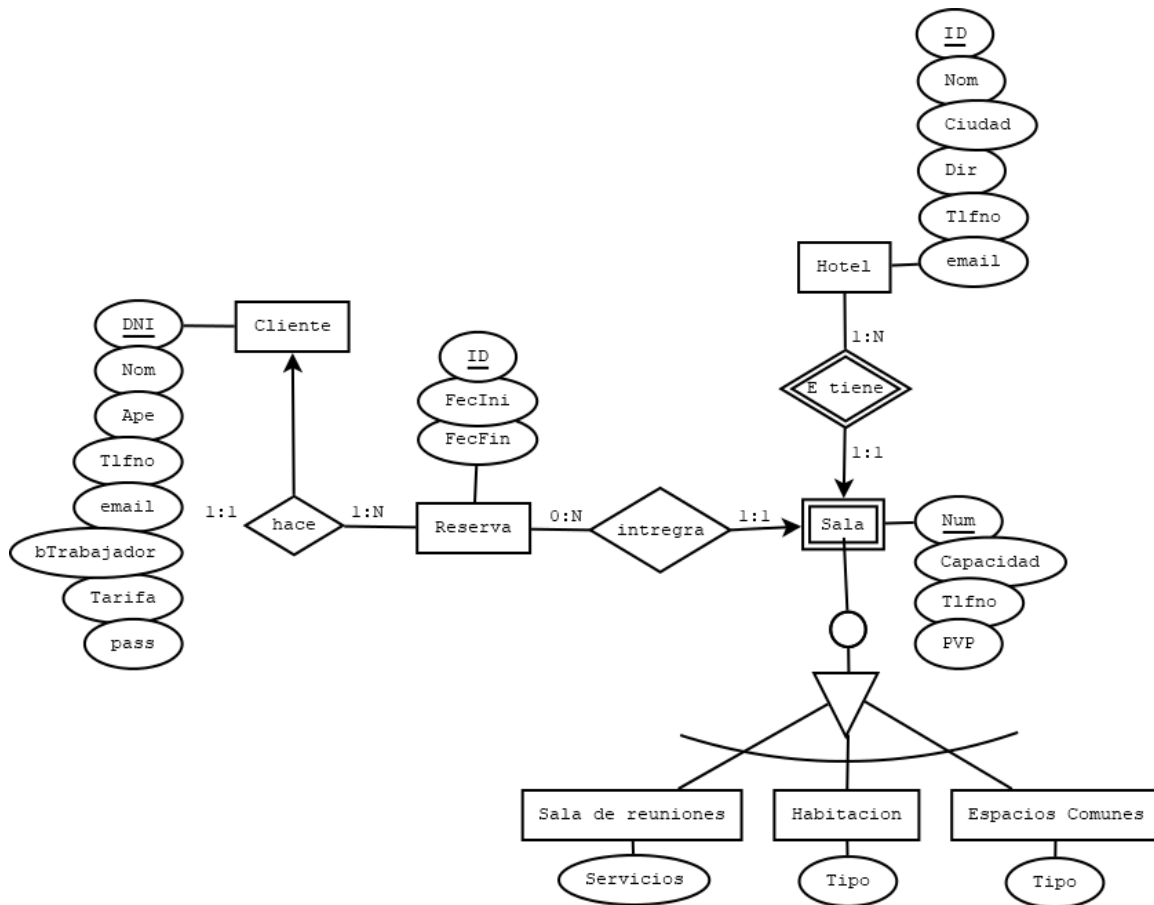 ID
Nom
Ciudad
Dir
Tlfno
email
Hotel
1:N
E tiene
1:1
DNI
Nom
Ape
Tlfno
email
bTrabajador
Tarifa
pass
Cliente
1:1
hace
1:N
ID
FecIni
FecFin
Reserva
0:N
intregra
1:1
Sala
Num
Capacidad
Tlfno
PVP
Sala de reuniones
Habitacion
Espacios Comunes
Servicios
Tipo
Tipo